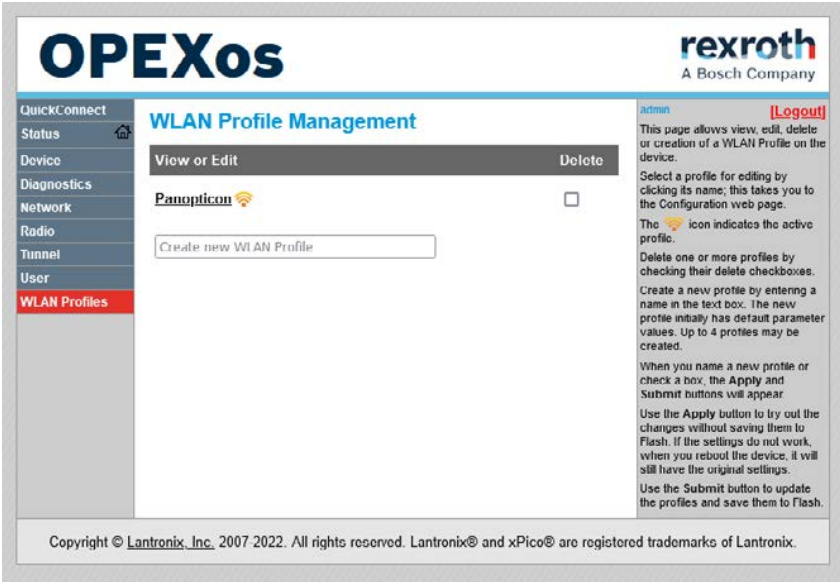 OPEXos
rexroth
A Bosch Company
QuickConnect
Status
Device
Diagnostics
Network
Radio
Tunnel
User
WLAN Profiles
WLAN Profile Management
View or Edit Delete
Panopticon
Create new WLAN Profile
admin [Logout]
This page allows view, edit, delete
or creation of a WLAN Profile on the
device.
Select a profile for editing by
clicking its name; this takes you to
the Configuration web page.
The icon indicates the active
profile.
Delete one or more profiles by
checking their delete checkboxes.
Create a new profile by entering a
name in the text box. The new
profile initially has default parameter
values. Up to 4 profiles may be
created.
When you name a new profile or
check a box, the Apply and
Submit buttons will appear
Use the Apply button to try out the
changes without saving them to
Flash. If the settings do not work,
when you reboot the device, it will
still have the original settings.
Use the Submit button to update
the profiles and save them to Flash.
Copyright © Lantronix, Inc. 2007-2022. All rights reserved. Lantronix® and xPico® are registered trademarks of Lantronix.